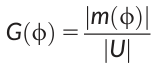 G(ϕ) = |m(ϕ)| / |U|